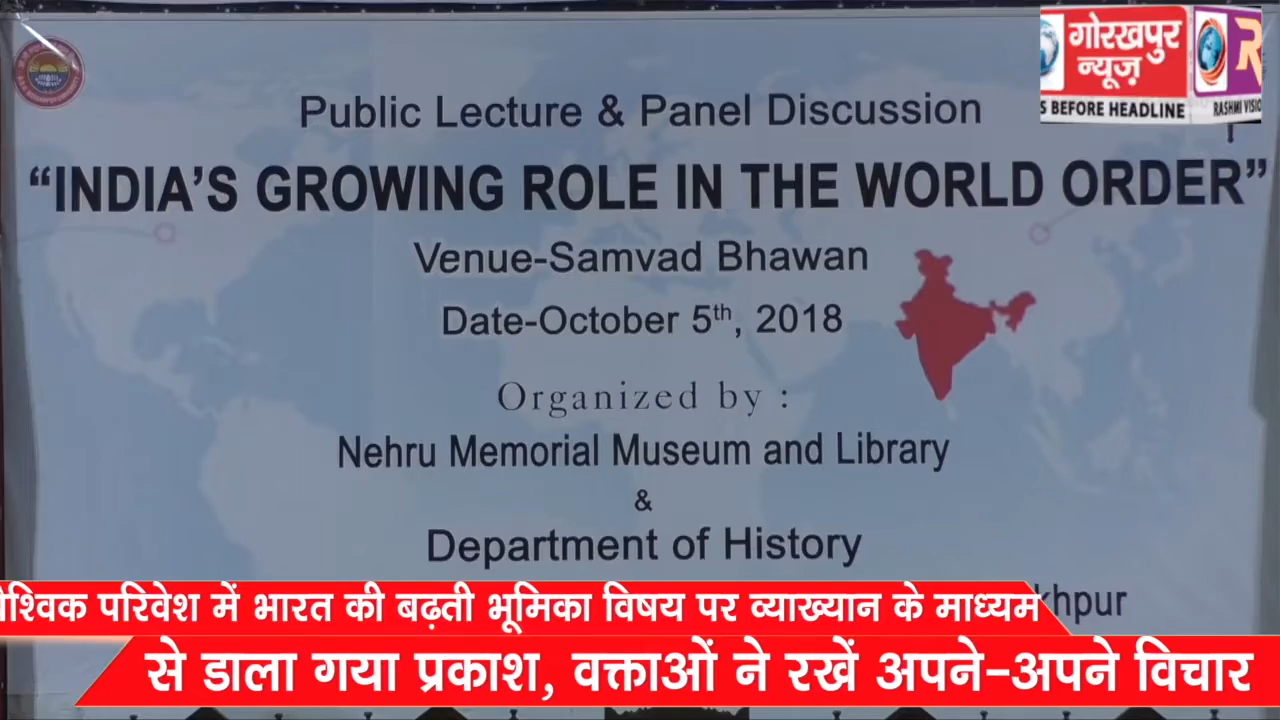 गोरखपुर
न्यूज़
S BEFORE HEADLINE
R
RASHMI VISI
Public Lecture & Panel Discussion
“INDIA’S GROWING ROLE IN THE WORLD ORDER”
Venue-Samvad Bhawan
Date-October 5th, 2018
Organized by :
Nehru Memorial Museum and Library
&
Department of History
khpur
वैश्विक परिवेश में भारत की बढ़ती भूमिका विषय पर व्याख्यान के माध्यम
से डाला गया प्रकाश, वक्ताओं ने रखें अपने-अपने विचार